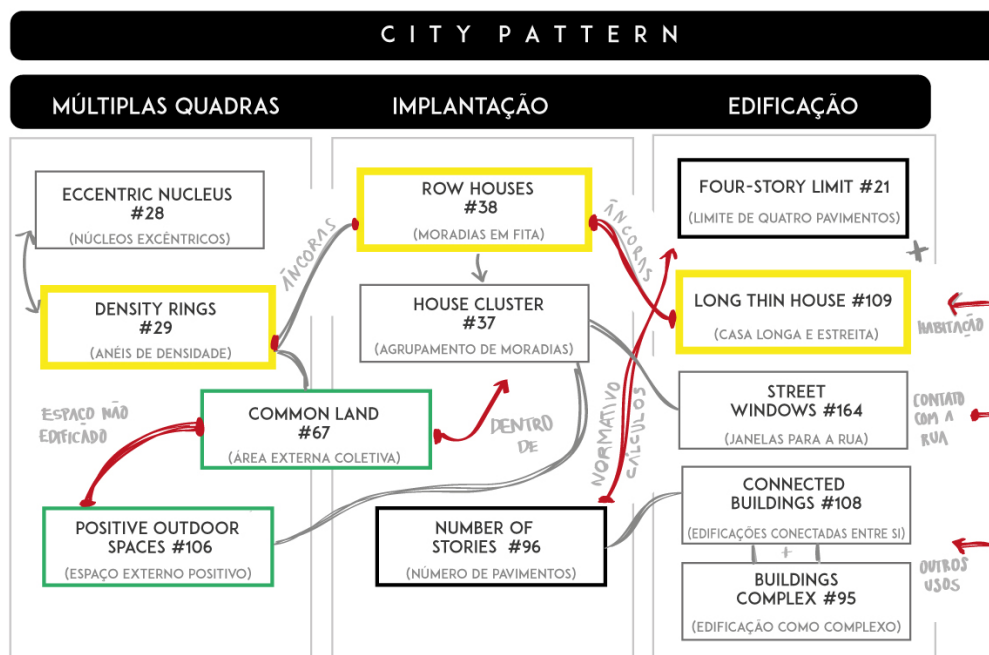 CITY PATTERN
MÚLTIPLAS QUADRAS
IMPLANTAÇÃO
EDIFICAÇÃO
ECCENTRIC NUCLEUS
#28
(NÚCLEOS EXCÊNTRICOS)
DENSITY RINGS
#29
(ANÉIS DE DENSIDADE)
ÂNCORAS
ESPAÇO NÃO
EDIFICADO
COMMON LAND
#67
(ÁREA EXTERNA COLETIVA)
POSITIVE OUTDOOR
SPACES #106
(ESPAÇO EXTERNO POSITIVO)
ROW HOUSES
#38
(MORADIAS EM FITA)
HOUSE CLUSTER
#37
(AGRUPAMENTO DE MORADIAS)
DENTRO
DE
NUMBER OF
STORIES #96
(NÚMERO DE PAVIMENTOS)
ÂNCORAS
NORMATIVO
CÁLCULOS
FOUR-STORY LIMIT #21
(LIMITE DE QUATRO PAVIMENTOS)
+
LONG THIN HOUSE #109
(CASA LONGA E ESTREITA)
HABITAÇÃO
STREET
WINDOWS #164
(JANELAS PARA A RUA)
CONTATO
COM A
RUA
CONNECTED
BUILDINGS #108
(EDIFICAÇÕES CONECTADAS ENTRE SI)
+
BUILDINGS
COMPLEX #95
(EDIFICAÇÃO COMO COMPLEXO)
OUTROS
USOS